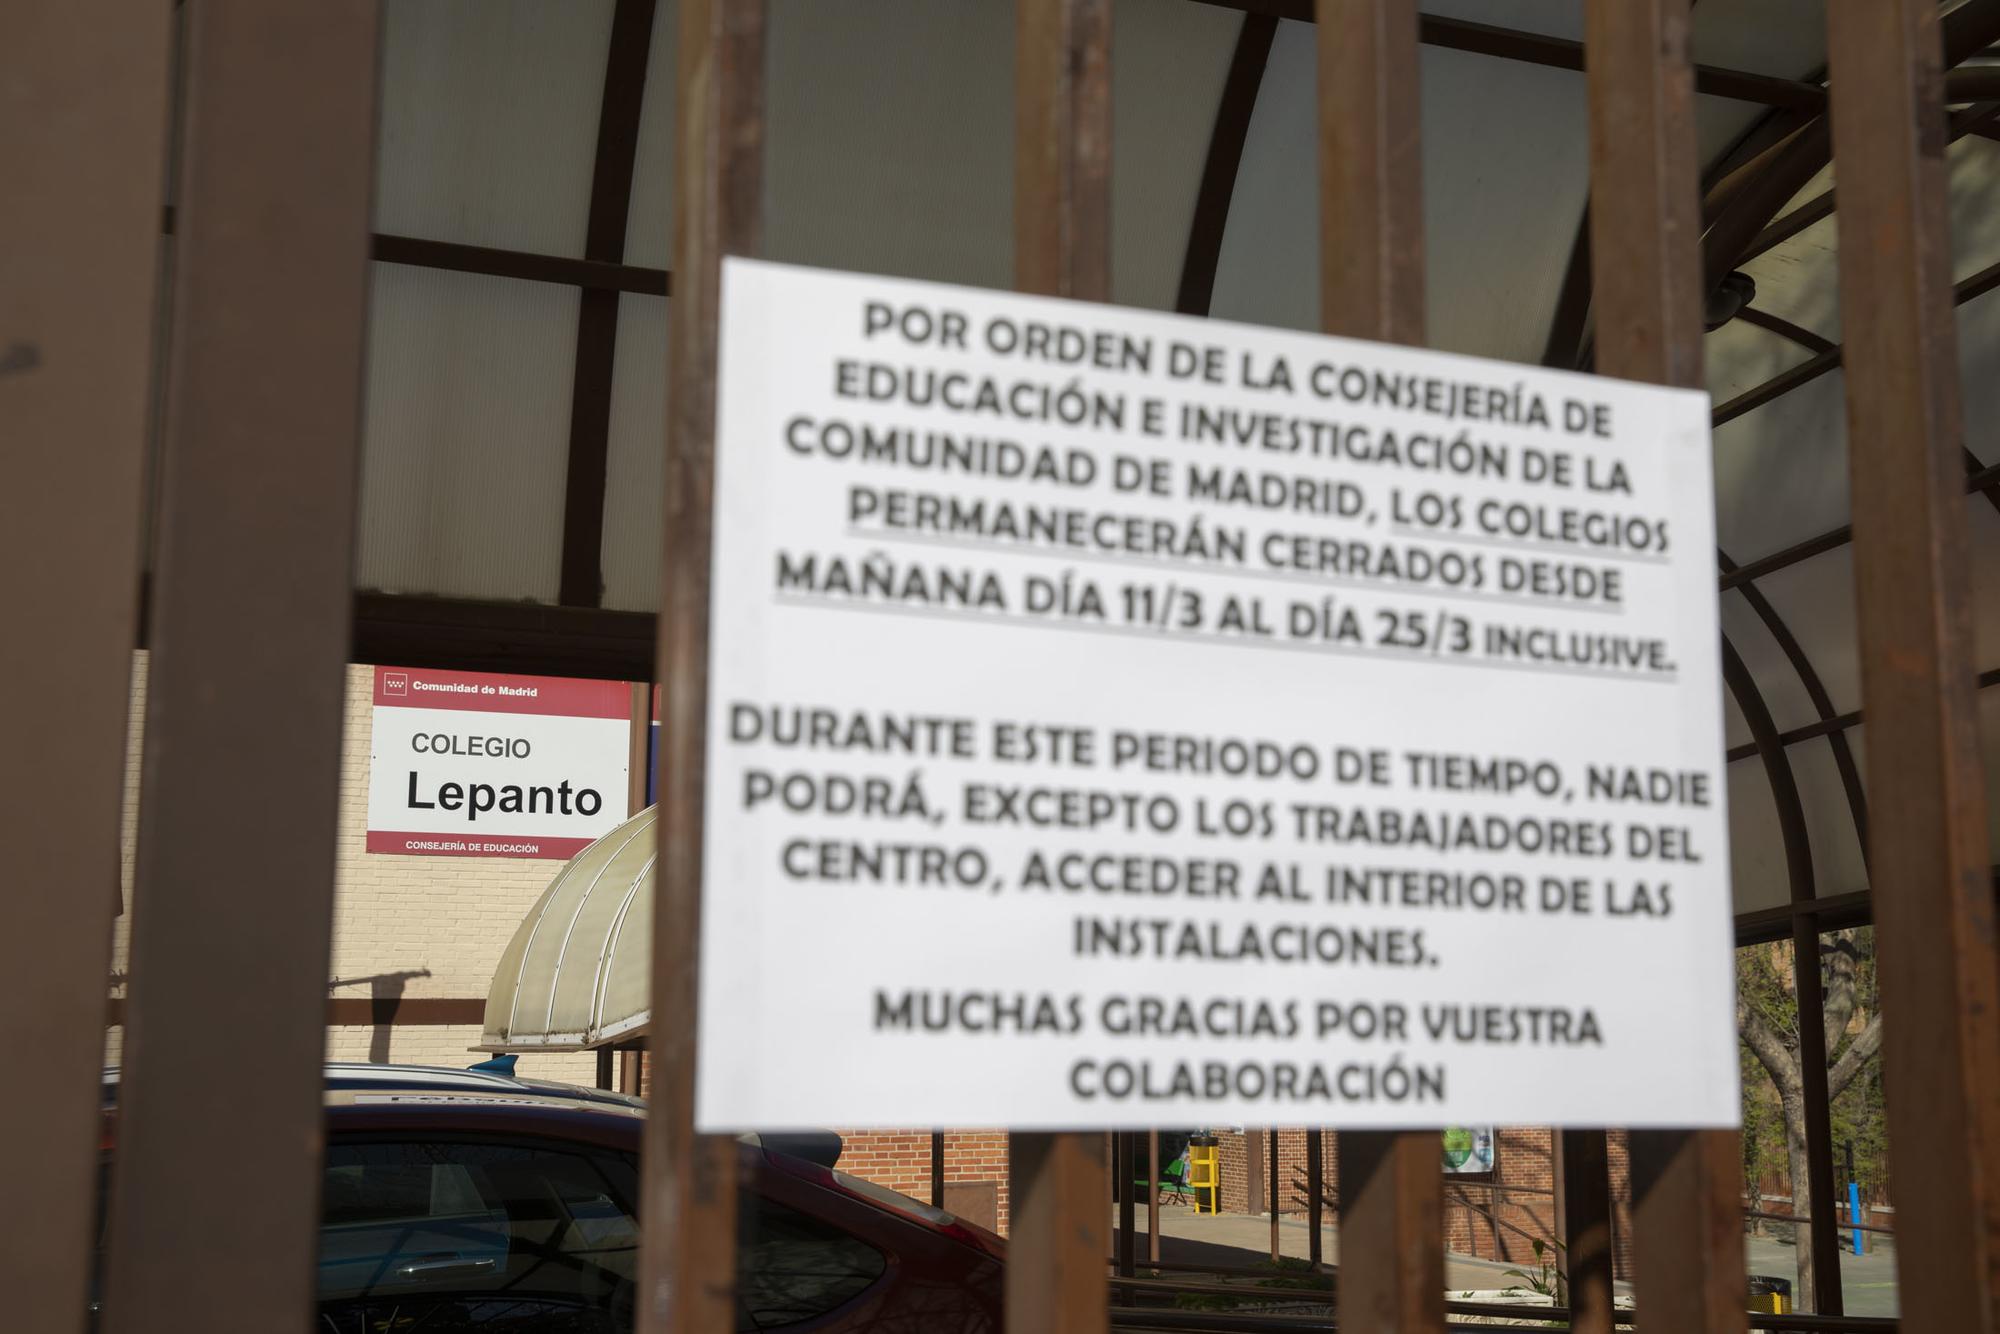 POR ORDEN DE LA CONSEJERÍA DE
EDUCACIÓN E INVESTIGACIÓN DE LA
COMUNIDAD DE MADRID, LOS COLEGIOS
PERMANECERÁN CERRADOS DESDE
MAÑANA DÍA 11/3 AL DÍA 25/3 INCLUSIVE.
DURANTE ESTE PERIODO DE TIEMPO, NADIE
PODRÁ, EXCEPTO LOS TRABAJADORES DEL
CENTRO, ACCEDER AL INTERIOR DE LAS
INSTALACIONES.
MUCHAS GRACIAS POR VUESTRA
COLABORACIÓN
Comunidad de Madrid
COLEGIO
Lepanto
CONSEJERÍA DE EDUCACIÓN